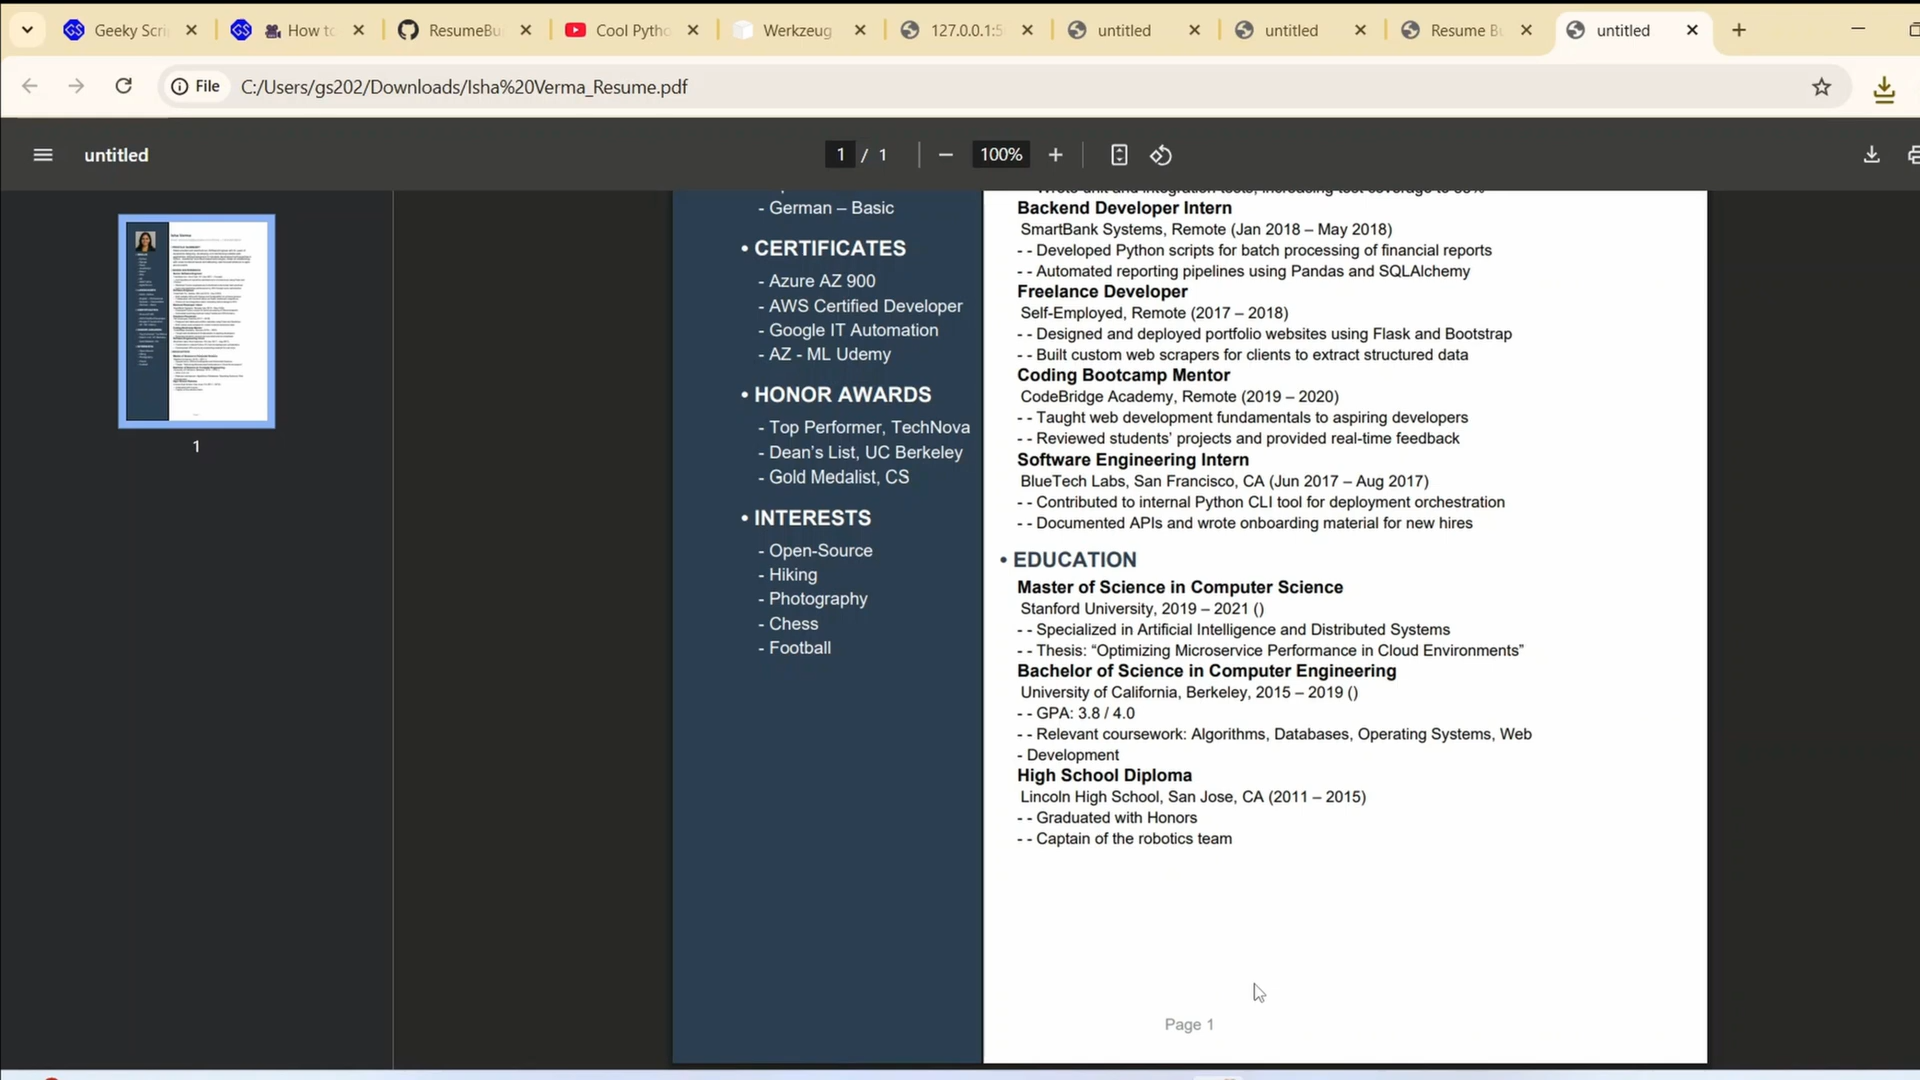 Geeky Scri
How to
ResumeBu
Cool Pytho
Werkzeug
127.0.0.1:5
untitled
untitled
Resume B
untitled
File
C:/Users/gs202/Downloads/Isha%20Verma_Resume.pdf
untitled
1 / 1
100%
1
- German – Basic
• CERTIFICATES
- Azure AZ 900
- AWS Certified Developer
- Google IT Automation
- AZ - ML Udemy
• HONOR AWARDS
- Top Performer, TechNova
- Dean’s List, UC Berkeley
- Gold Medalist, CS
• INTERESTS
- Open-Source
- Hiking
- Photography
- Chess
- Football
Backend Developer Intern
SmartBank Systems, Remote (Jan 2018 – May 2018)
- - Developed Python scripts for batch processing of financial reports
- - Automated reporting pipelines using Pandas and SQLAlchemy
Freelance Developer
Self-Employed, Remote (2017 – 2018)
- - Designed and deployed portfolio websites using Flask and Bootstrap
- - Built custom web scrapers for clients to extract structured data
Coding Bootcamp Mentor
CodeBridge Academy, Remote (2019 – 2020)
- - Taught web development fundamentals to aspiring developers
- - Reviewed students’ projects and provided real-time feedback
Software Engineering Intern
BlueTech Labs, San Francisco, CA (Jun 2017 – Aug 2017)
- - Contributed to internal Python CLI tool for deployment orchestration
- - Documented APIs and wrote onboarding material for new hires
• EDUCATION
Master of Science in Computer Science
Stanford University, 2019 – 2021 ()
- - Specialized in Artificial Intelligence and Distributed Systems
- - Thesis: “Optimizing Microservice Performance in Cloud Environments”
Bachelor of Science in Computer Engineering
University of California, Berkeley, 2015 – 2019 ()
- - GPA: 3.8 / 4.0
- - Relevant coursework: Algorithms, Databases, Operating Systems, Web
- Development
High School Diploma
Lincoln High School, San Jose, CA (2011 – 2015)
- - Graduated with Honors
- - Captain of the robotics team
Page 1